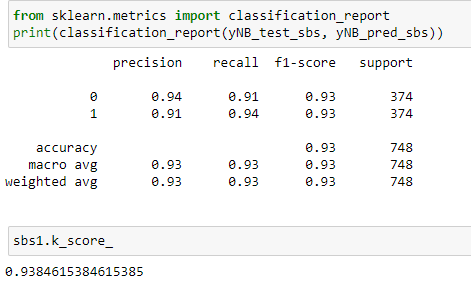 from sklearn.metrics import classification_report
print(classification_report(yNB_test_sbs, yNB_pred_sbs))
precision recall f1-score support
0 0.94 0.91 0.93 374
1 0.91 0.94 0.93 374
accuracy 0.93 748
macro avg 0.93 0.93 0.93 748
weighted avg 0.93 0.93 0.93 748
sbs1.k_score_
0.9384615384615385